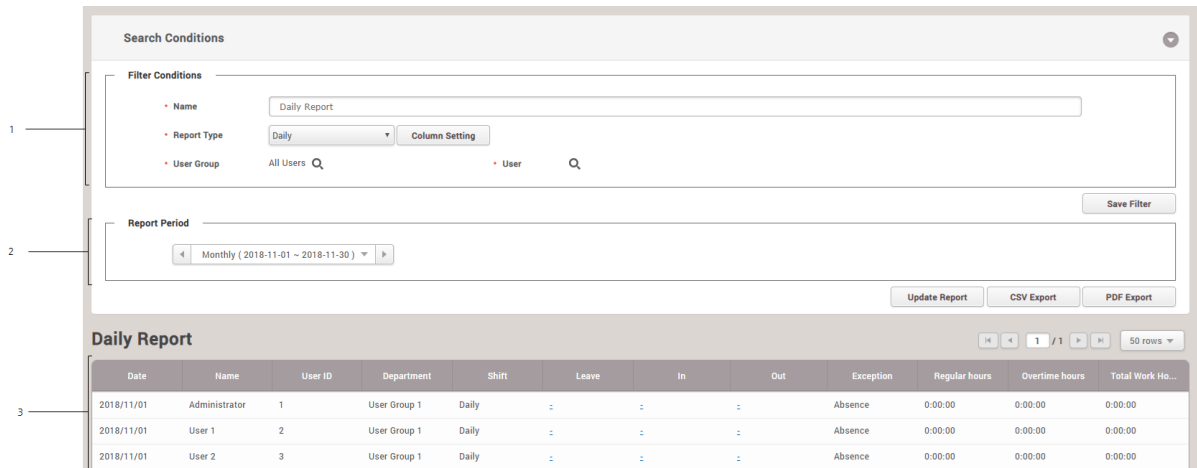 Search Conditions
Filter Conditions
1
• Name Daily Report
• Report Type Daily Column Setting
• User Group All Users • User
Save Filter
Report Period
2
Monthly ( 2018-11-01 ~ 2018-11-30 )
Update Report CSV Export PDF Export
Daily Report 1 / 1 50 rows
Date Name User ID Department Shift Leave In Out Exception Regular hours Overtime hours Total Work Ho...
3
2018/11/01 Administrator 1 User Group 1 Daily - - - Absence 0:00:00 0:00:00 0:00:00
2018/11/01 User 1 2 User Group 1 Daily - - - Absence 0:00:00 0:00:00 0:00:00
2018/11/01 User 2 3 User Group 1 Daily - - - Absence 0:00:00 0:00:00 0:00:00